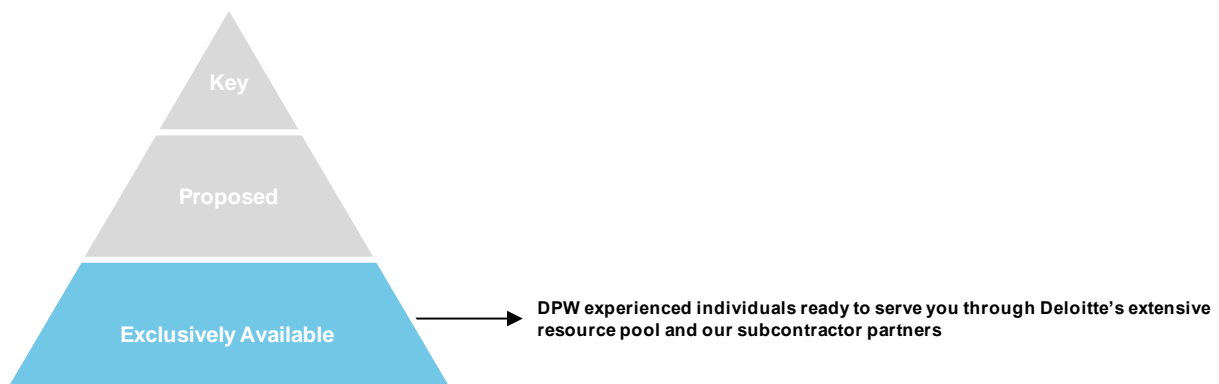 Key
Proposed
Exclusively Available
DPW experienced individuals ready to serve you through Deloitte's extensive
resource pool and our subcontractor partners